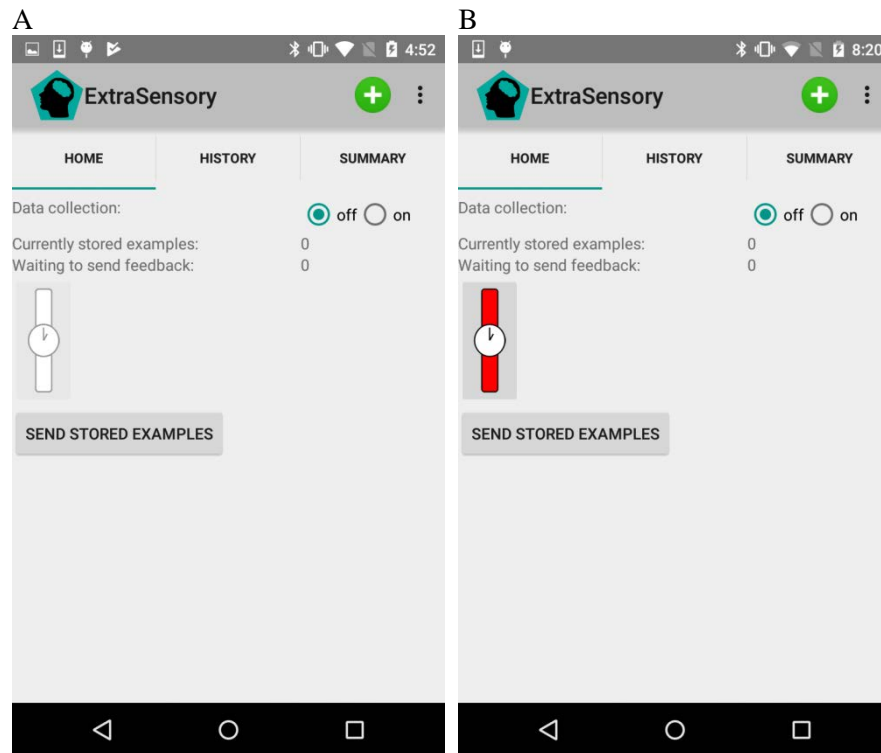 A
4:52
ExtraSensory
HOME HISTORY SUMMARY
Data collection: off on
Currently stored examples: 0
Waiting to send feedback: 0
SEND STORED EXAMPLES
B
8:20
ExtraSensory
HOME HISTORY SUMMARY
Data collection: off on
Currently stored examples: 0
Waiting to send feedback: 0
SEND STORED EXAMPLES